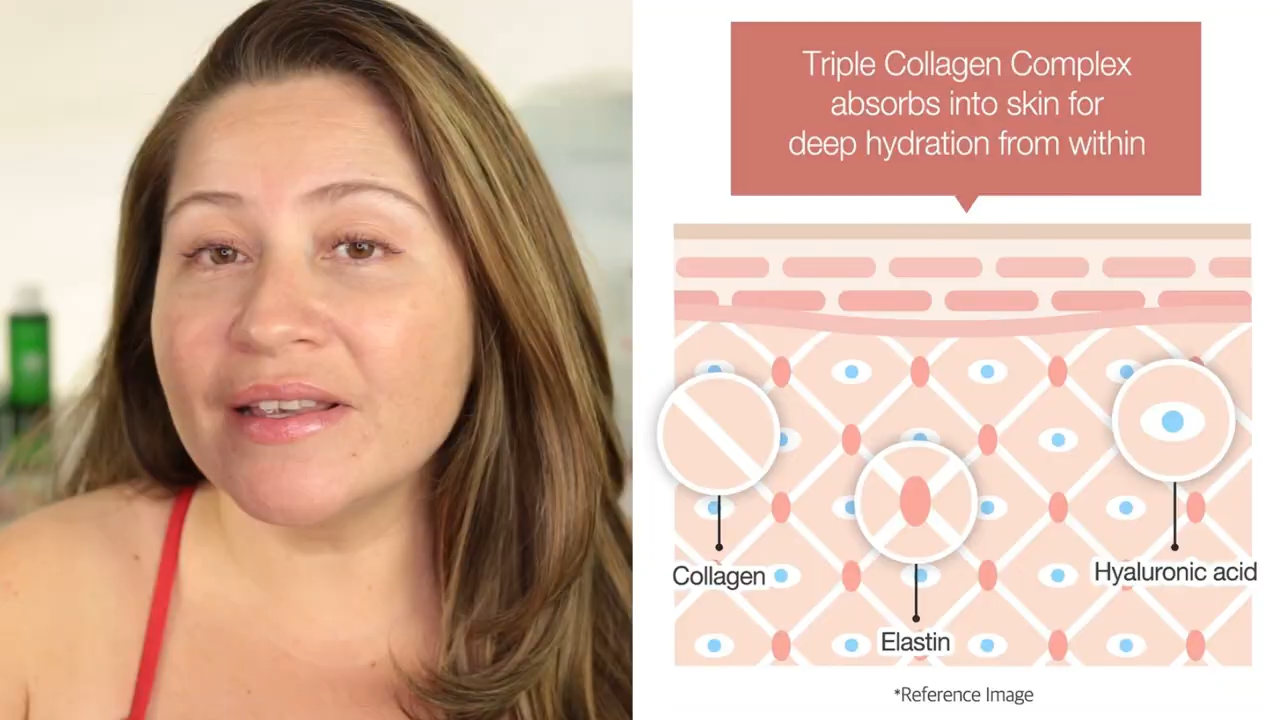 Triple Collagen Complex
absorbs into skin for
deep hydration from within
Collagen
Hyaluronic acid
Elastin
*Reference Image